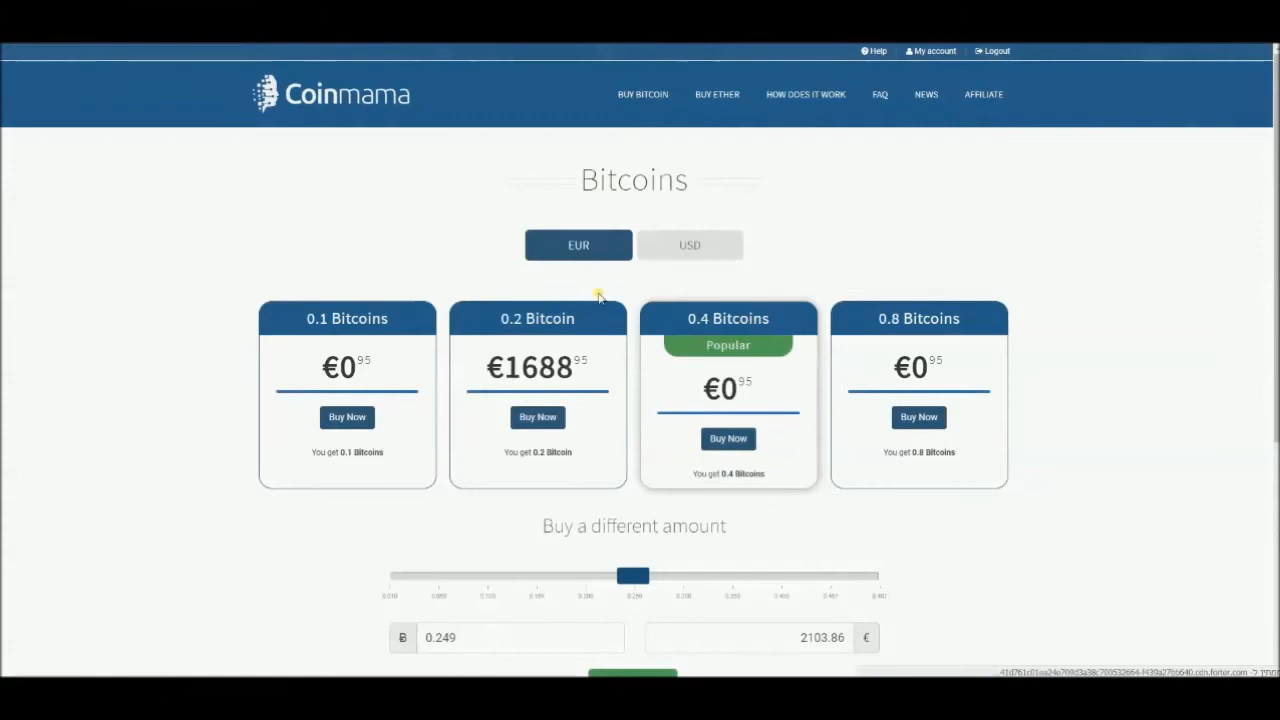 Help My account Logout
Coinmama BUY BITCOIN BUY ETHER HOW DOES IT WORK FAQ NEWS AFFILIATE
Bitcoins
EUR USD
0.1 Bitcoins 0.2 Bitcoin 0.4 Bitcoins 0.8 Bitcoins
Popular
€0 95 €1688 95 €0 95 €0 95
Buy Now Buy Now Buy Now Buy Now
You get 0.1 Bitcoins You get 0.2 Bitcoin You get 0.4 Bitcoins You get 0.8 Bitcoins
Buy a different amount
0.249 2103.86 €